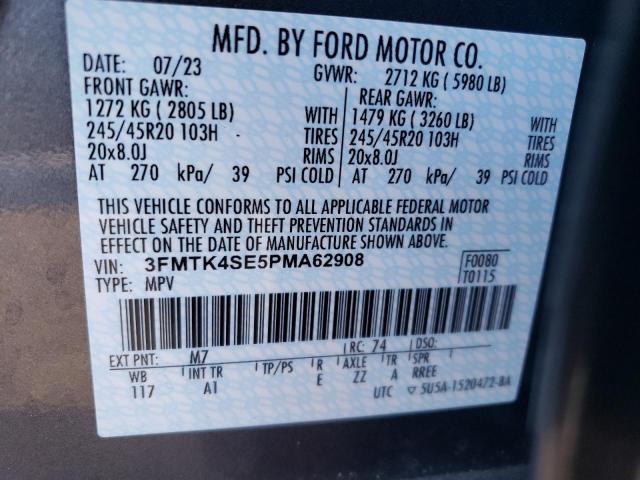 MFD. BY FORD MOTOR CO.
DATE: 07/23 GVWR: 2712 KG ( 5980 LB)
FRONT GAWR: REAR GAWR:
1272 KG ( 2805 LB) WITH 1479 KG ( 3260 LB) WITH
245/45R20 103H TIRES 245/45R20 103H TIRES
20x8.0J RIMS 20x8.0J RIMS
AT 270 kPa/ 39 PSI COLD AT 270 kPa/ 39 PSI COLD
THIS VEHICLE CONFORMS TO ALL APPLICABLE FEDERAL MOTOR
VEHICLE SAFETY AND THEFT PREVENTION STANDARDS IN
EFFECT ON THE DATE OF MANUFACTURE SHOWN ABOVE.
VIN: 3FMTK4SE5PMA62908 F0080
TYPE: MPV T0115
EXT PNT: M7 RC: 74 DSO:
WB INT TR TP/PS R AXLE TR SPR
117 A1 E ZZ A RREE
UTC 5U5A-1520472-BA